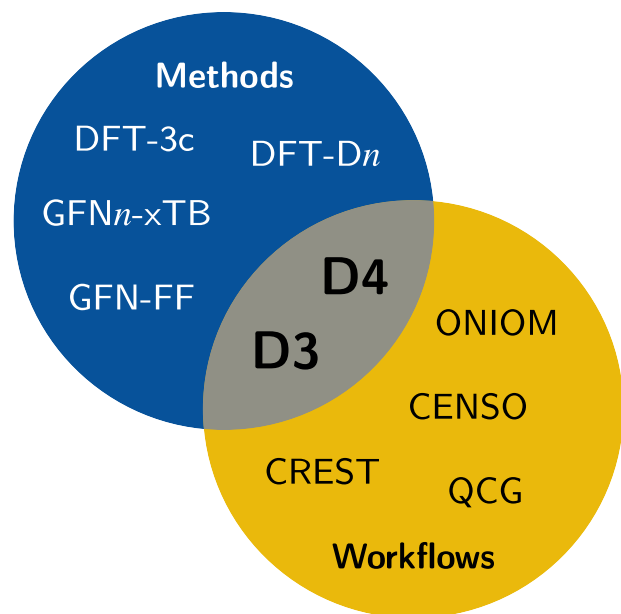 Methods
DFT-3c
DFT-Dn
GFNn-xTB
GFN-FF
D4
D3
ONIOM
CENSO
CREST
QCG
Workflows